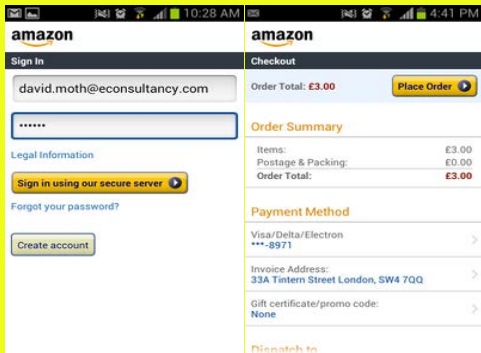 10:28 AM
amazon
Sign In
david.moth@econsultancy.com
••••••
Legal Information
Sign in using our secure server
Forgot your password?
Create account
4:41 PM
amazon
Checkout
Order Total: £3.00
Place Order
Order Summary
Items: £3.00
Postage & Packing: £0.00
Order Total: £3.00
Payment Method
Visa/Delta/Electron
***-8971
Invoice Address:
33A Tintern Street London, SW4 7QQ
Gift certificate/promo code:
None
Dispatch to